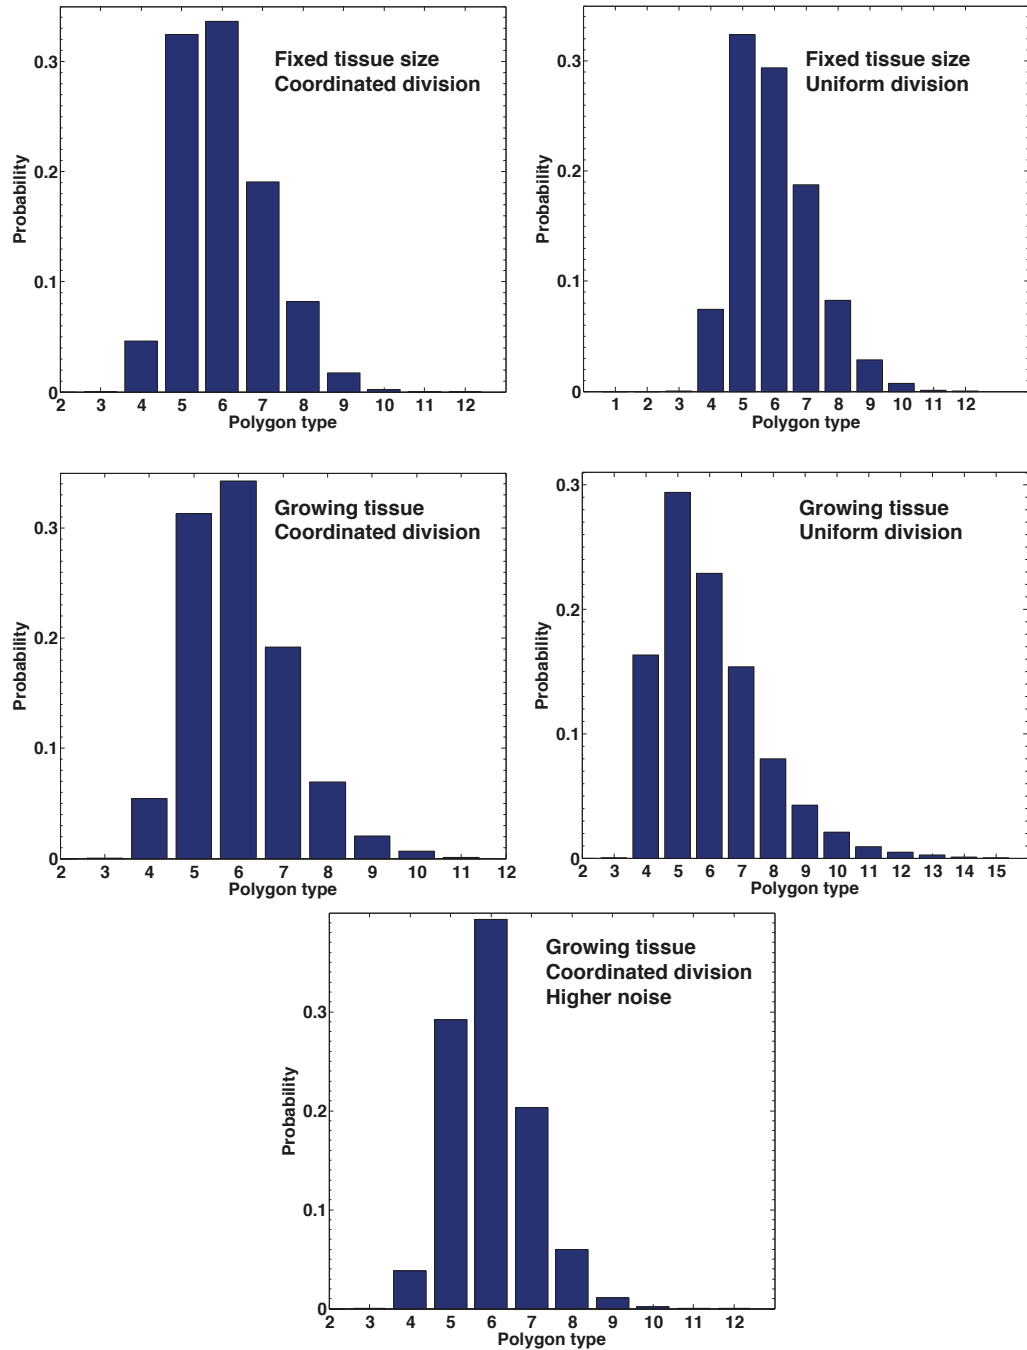 Fixed tissue size
Coordinated division
Probability
0.3
0.2
0.1
0
2 3 4 5 6 7 8 9 10 11 12
Polygon type
Fixed tissue size
Uniform division
Probability
0.3
0.2
0.1
0
1 2 3 4 5 6 7 8 9 10 11 12
Polygon type
Growing tissue
Coordinated division
Probability
0.3
0.2
0.1
0
2 3 4 5 6 7 8 9 10 11 12
Polygon type
Growing tissue
Uniform division
Probability
0.3
0.2
0.1
0
2 3 4 5 6 7 8 9 10 11 12 13 14 15
Polygon type
Growing tissue
Coordinated division
Higher noise
Probability
0.3
0.2
0.1
0
2 3 4 5 6 7 8 9 10 11 12
Polygon type